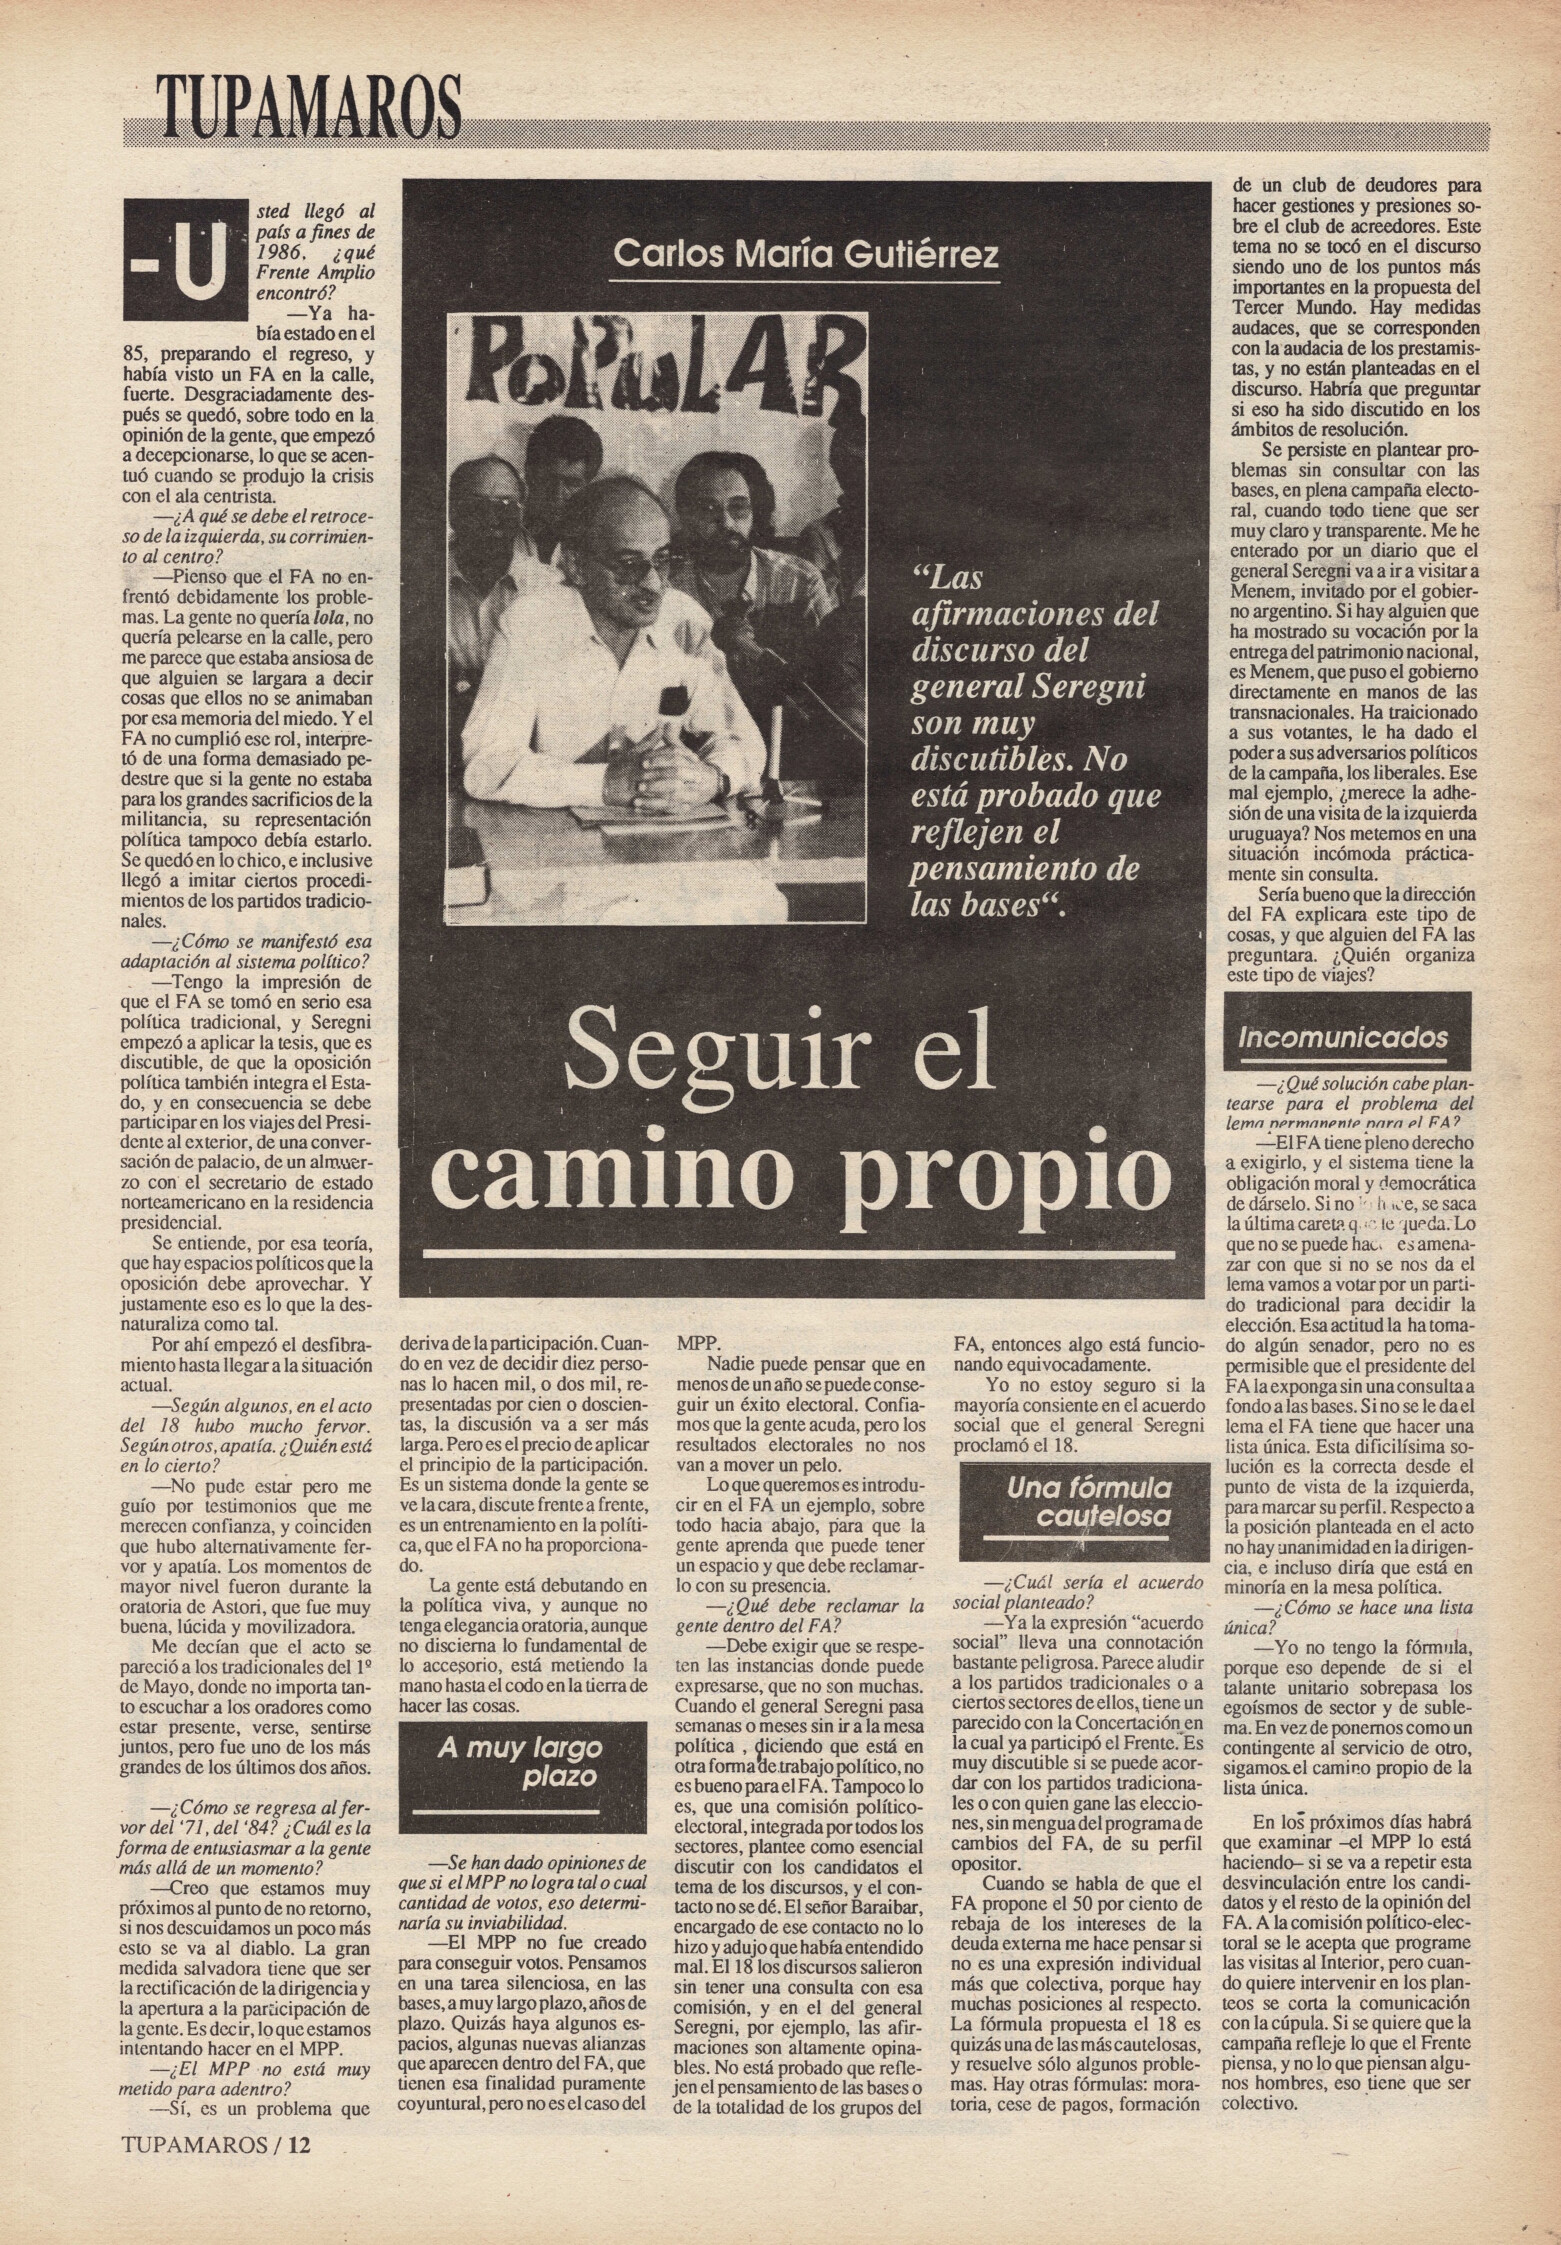 TUPAMAROS
-U
sted llegó al
país a fines de
1986, ¿qué
Frente Amplio
encontró?
—Ya ha-
bía estado en el
85, preparando el regreso, y
había visto un FA en la calle,
fuerte. Desgraciadamente des-
pués se quedó, sobre todo en la
opinión de la gente, que empezó
a decepcionarse, lo que se acen-
tuó cuando se produjo la crisis
con el ala centrista.
—¿A qué se debe el retroce-
so de la izquierda, su corrimien-
to al centro?
—Pienso que el FA no en-
frentó debidamente los proble-
mas. La gente no quería lola, no
quería pelearse en la calle, pero
me parece que estaba ansiosa de
que alguien se largara a decir
cosas que ellos no se animaban
por esa memoria del miedo. Y el
FA no cumplió ese rol, interpre-
tó de una forma demasiado pe-
destre que si la gente no estaba
para los grandes sacrificios de la
militancia, su representación
política tampoco debía estarlo.
Se quedó en lo chico, e inclusive
llegó a imitar ciertos procedi-
mientos de los partidos tradicio-
nales.
—¿Cómo se manifestó esa
adaptación al sistema político?
—Tengo la impresión de
que el FA se tomó en serio esa
política tradicional, y Seregni
empezó a aplicar la tesis, que es
discutible, de que la oposición
política también integra el Esta-
do, y en consecuencia se debe
participar en los viajes del Presi-
dente al exterior, de una conver-
sación de palacio, de un almuer-
zo con el secretario de estado
norteamericano en la residencia
presidencial.
Se entiende, por esa teoría,
que hay espacios políticos que la
oposición debe aprovechar. Y
justamente eso es lo que la des-
naturaliza como tal.
Por ahí empezó el desfibra-
miento hasta llegar a la situación
actual.
—Según algunos, en el acto
del 18 hubo mucho fervor.
Según otros, apatía. ¿Quién está
en lo cierto?
—No pude estar pero me
guío por testimonios que me
merecen confianza, y coinciden
que hubo alternativamente fer-
vor y apatía. Los momentos de
mayor nivel fueron durante la
oratoria de Astori, que fue muy
buena, lúcida y movilizadora.
Me decían que el acto se
pareció a los tradicionales del 1º
de Mayo, donde no importa tan-
to escuchar a los oradores como
estar presente, verse, sentirse
juntos, pero fue uno de los más
grandes de los últimos dos años.
—¿Cómo se regresa al fer-
vor del '71, del '84? ¿Cuál es la
forma de entusiasmar a la gente
más allá de un momento?
—Creo que estamos muy
próximos al punto de no retorno,
si nos descuidamos un poco más
esto se va al diablo. La gran
medida salvadora tiene que ser
la rectificación de la dirigencia y
la apertura a la participación de
la gente. Es decir, lo que estamos
intentando hacer en el MPP.
—¿El MPP no está muy
metido para adentro?
—Sí, es un problema que
Carlos María Gutiérrez
POPULAR
“Las
afirmaciones del
discurso del
general Seregni
son muy
discutibles. No
está probado que
reflejen el
pensamiento de
las bases“.
Seguir el
camino propio
deriva de la participación. Cuan-
do en vez de decidir diez perso-
nas lo hacen mil, o dos mil, re-
presentadas por cien o doscien-
tas, la discusión va a ser más
larga. Pero es el precio de aplicar
el principio de la participación.
Es un sistema donde la gente se
ve la cara, discute frente a frente,
es un entrenamiento en la políti-
ca, que el FA no ha proporciona-
do.
La gente está debutando en
la política viva, y aunque no
tenga elegancia oratoria, aunque
no discierna lo fundamental de
lo accesorio, está metiendo la
mano hasta el codo en la tierra de
hacer las cosas.
A muy largo
plazo
—Se han dado opiniones de
que si el MPP no logra tal o cual
cantidad de votos, eso determi-
naría su inviabilidad.
—El MPP no fue creado
para conseguir votos. Pensamos
en una tarea silenciosa, en las
bases, a muy largo plazo, años de
plazo. Quizás haya algunos es-
pacios, algunas nuevas alianzas
que aparecen dentro del FA, que
tienen esa finalidad puramente
coyuntural, pero no es el caso del
MPP.
Nadie puede pensar que en
menos de un año se puede conse-
guir un éxito electoral. Confia-
mos que la gente acuda, pero los
resultados electorales no nos
van a mover un pelo.
Lo que queremos es introdu-
cir en el FA un ejemplo, sobre
todo hacia abajo, para que la
gente aprenda que puede tener
un espacio y que debe reclamar-
lo con su presencia.
—¿Qué debe reclamar la
gente dentro del FA?
—Debe exigir que se respe-
ten las instancias donde puede
expresarse, que no son muchas.
Cuando el general Seregni pasa
semanas o meses sin ir a la mesa
política , diciendo que está en
otra forma de trabajo político, no
es bueno para el FA. Tampoco lo
es, que una comisión político-
electoral, integrada por todos los
sectores, plantee como esencial
discutir con los candidatos el
tema de los discursos, y el con-
tacto no se dé. El señor Baraibar,
encargado de ese contacto no lo
hizo y adujo que había entendido
mal. El 18 los discursos salieron
sin tener una consulta con esa
comisión, y en el del general
Seregni, por ejemplo, las afir-
maciones son altamente opina-
bles. No está probado que refle-
jen el pensamiento de las bases o
de la totalidad de los grupos del
FA, entonces algo está funcio-
nando equivocadamente.
Yo no estoy seguro si la
mayoría consiente en el acuerdo
social que el general Seregni
proclamó el 18.
Una fórmula
cautelosa
—¿Cuál sería el acuerdo
social planteado?
—Ya la expresión “acuerdo
social” lleva una connotación
bastante peligrosa. Parece aludir
a los partidos tradicionales o a
ciertos sectores de ellos, tiene un
parecido con la Concertación en
la cual ya participó el Frente. Es
muy discutible si se puede acor-
dar con los partidos tradiciona-
les o con quien gane las eleccio-
nes, sin mengua del programa de
cambios del FA, de su perfil
opositor.
Cuando se habla de que el
FA propone el 50 por ciento de
rebaja de los intereses de la
deuda externa me hace pensar si
no es una expresión individual
más que colectiva, porque hay
muchas posiciones al respecto.
La fórmula propuesta el 18 es
quizás una de las más cautelosas,
y resuelve sólo algunos proble-
mas. Hay otras fórmulas: mora-
toria, cese de pagos, formación
de un club de deudores para
hacer gestiones y presiones so-
bre el club de acreedores. Este
tema no se tocó en el discurso
siendo uno de los puntos más
importantes en la propuesta del
Tercer Mundo. Hay medidas
audaces, que se corresponden
con la audacia de los prestamis-
tas, y no están planteadas en el
discurso. Habría que preguntar
si eso ha sido discutido en los
ámbitos de resolución.
Se persiste en plantear pro-
blemas sin consultar con las
bases, en plena campaña electo-
ral, cuando todo tiene que ser
muy claro y transparente. Me he
enterado por un diario que el
general Seregni va a ir a visitar a
Menem, invitado por el gobier-
no argentino. Si hay alguien que
ha mostrado su vocación por la
entrega del patrimonio nacional,
es Menem, que puso el gobierno
directamente en manos de las
transnacionales. Ha traicionado
a sus votantes, le ha dado el
poder a sus adversarios políticos
de la campaña, los liberales. Ese
mal ejemplo, ¿merece la adhe-
sión de una visita de la izquierda
uruguaya? Nos metemos en una
situación incómoda práctica-
mente sin consulta.
Sería bueno que la dirección
del FA explicara este tipo de
cosas, y que alguien del FA las
preguntara. ¿Quién organiza
este tipo de viajes?
Incomunicados
—¿Qué solución cabe plan-
tearse para el problema del
lema permanente para el FA?
—El FA tiene pleno derecho
a exigirlo, y el sistema tiene la
obligación moral y democrática
de dárselo. Si no lo hace, se saca
la última careta que le queda. Lo
que no se puede hac es amena-
zar con que si no se nos da el
lema vamos a votar por un parti-
do tradicional para decidir la
elección. Esa actitud la ha toma-
do algún senador, pero no es
permisible que el presidente del
FA la exponga sin una consulta a
fondo a las bases. Si no se le da el
lema el FA tiene que hacer una
lista única. Esta dificilísima so-
lución es la correcta desde el
punto de vista de la izquierda,
para marcar su perfil. Respecto a
la posición planteada en el acto
no hay unanimidad en la dirigen-
cia, e incluso diría que está en
minoría en la mesa política.
—¿Cómo se hace una lista
única?
—Yo no tengo la fórmula,
porque eso depende de si el
talante unitario sobrepasa los
egoísmos de sector y de suble-
ma. En vez de ponernos como un
contingente al servicio de otro,
sigamos el camino propio de la
lista única.
En los próximos días habrá
que examinar –el MPP lo está
haciendo– si se va a repetir esta
desvinculación entre los candi-
datos y el resto de la opinión del
FA. A la comisión político-elec-
toral se le acepta que programe
las visitas al Interior, pero cuan-
do quiere intervenir en los plan-
teos se corta la comunicación
con la cúpula. Si se quiere que la
campaña refleje lo que el Frente
piensa, y no lo que piensan algu-
nos hombres, eso tiene que ser
colectivo.
TUPAMAROS / 12